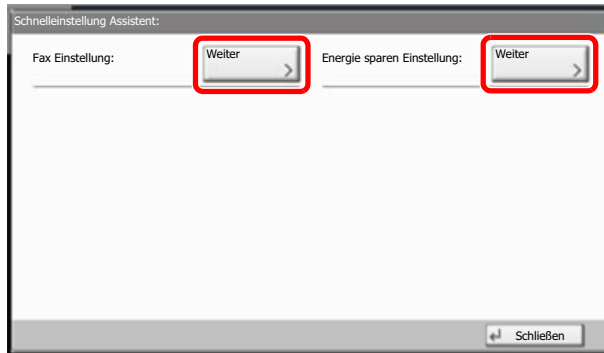 Schnelleinstellung Assistent:
Fax Einstellung: Weiter Energie sparen Einstellung: Weiter
Schließen